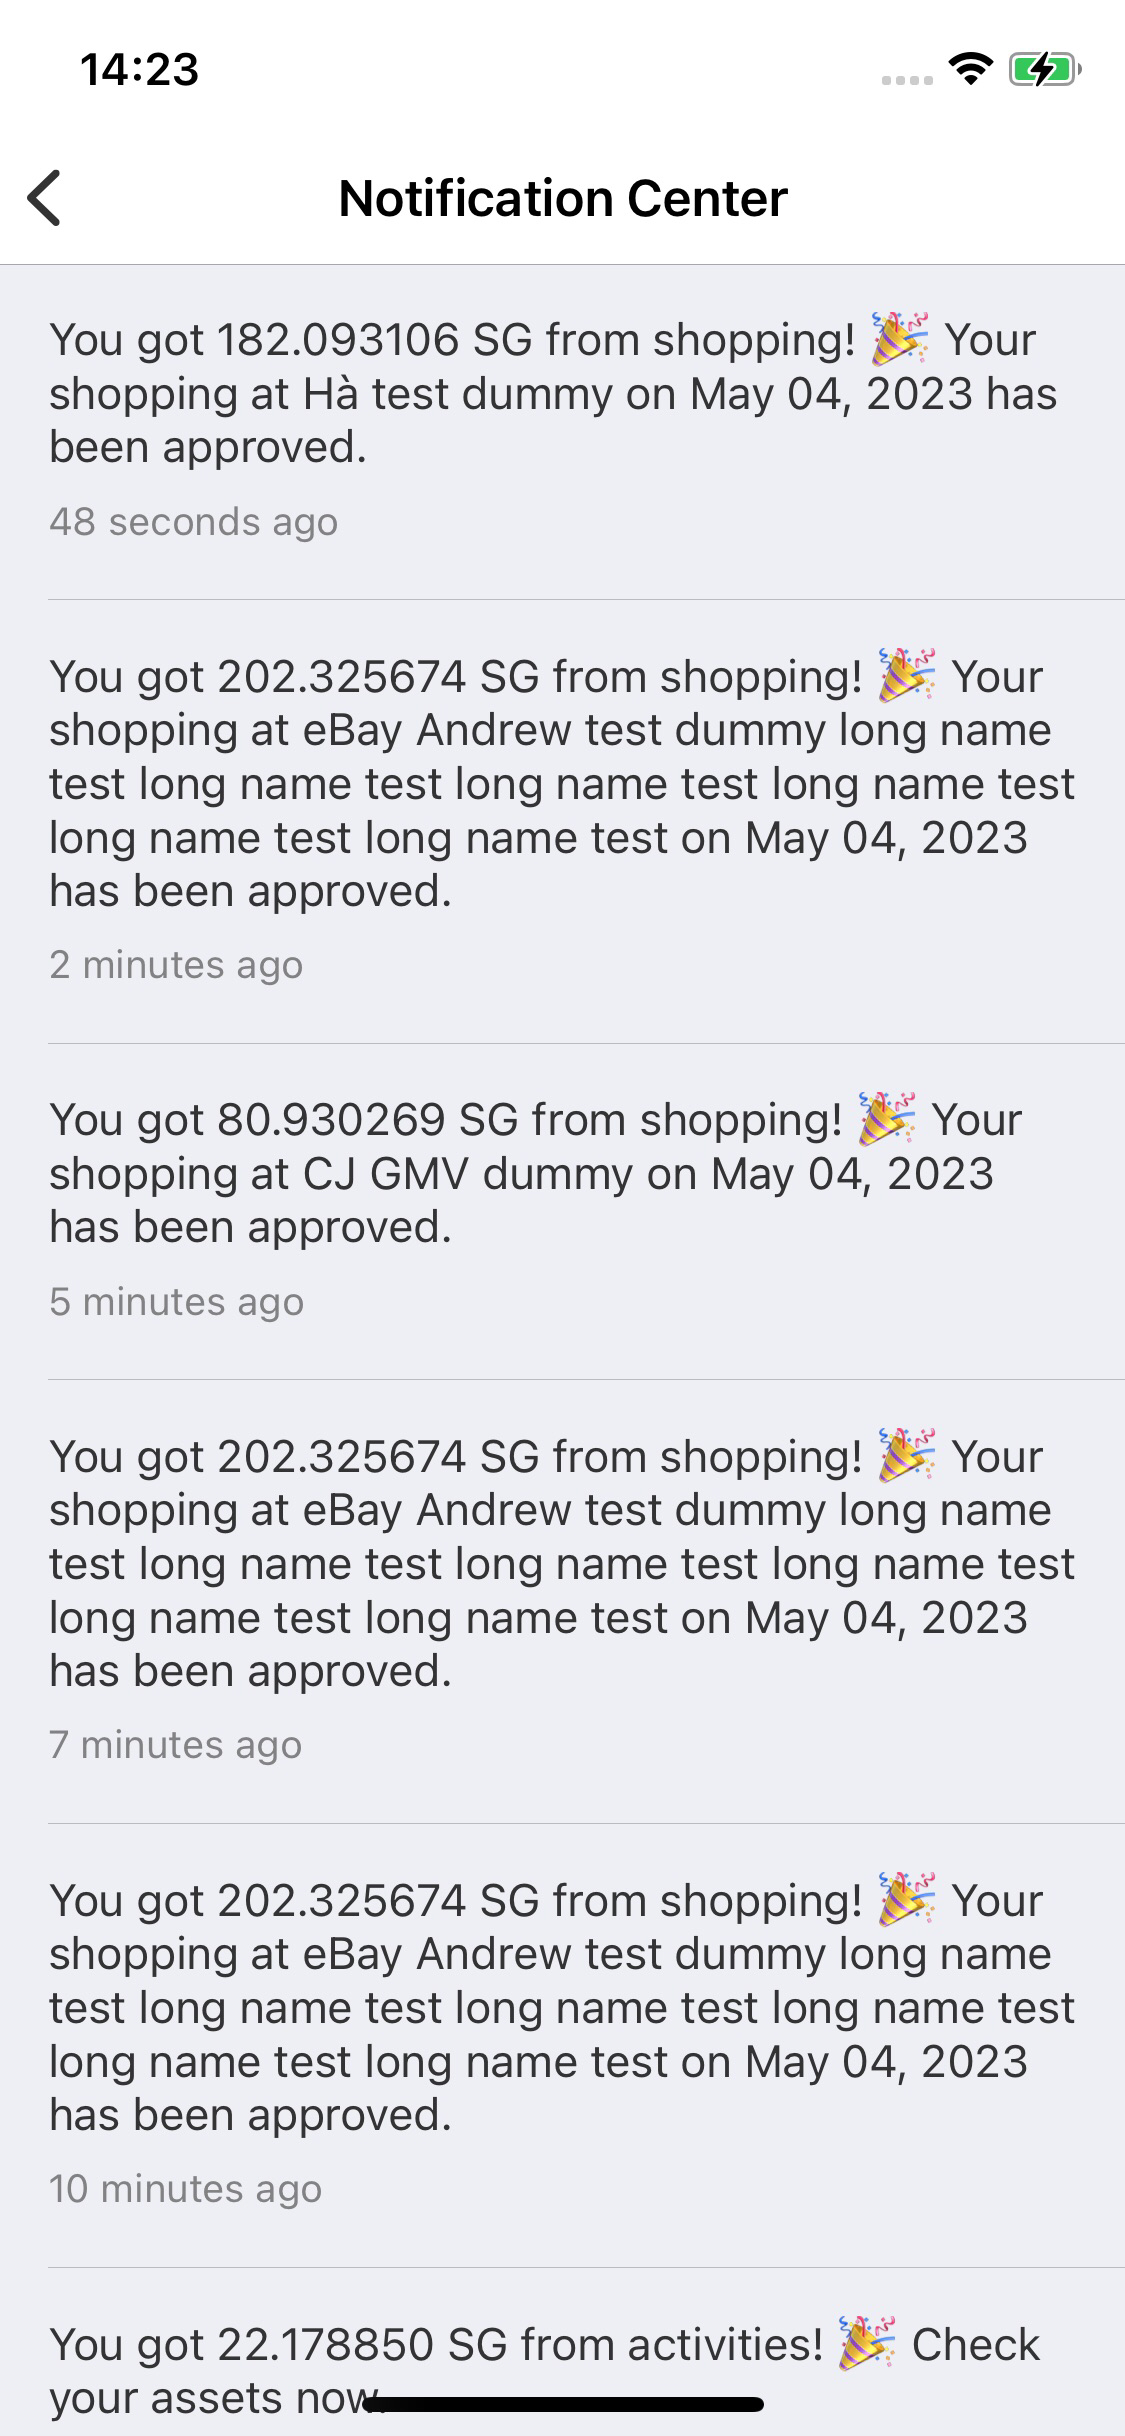 14:23
Notification Center
You got 182.093106 SG from shopping! 🎉 Your
shopping at Hà test dummy on May 04, 2023 has
been approved.
48 seconds ago
You got 202.325674 SG from shopping! 🎉 Your
shopping at eBay Andrew test dummy long name
test long name test long name test long name test
long name test long name test on May 04, 2023
has been approved.
2 minutes ago
You got 80.930269 SG from shopping! 🎉 Your
shopping at CJ GMV dummy on May 04, 2023
has been approved.
5 minutes ago
You got 202.325674 SG from shopping! 🎉 Your
shopping at eBay Andrew test dummy long name
test long name test long name test long name test
long name test long name test on May 04, 2023
has been approved.
7 minutes ago
You got 202.325674 SG from shopping! 🎉 Your
shopping at eBay Andrew test dummy long name
test long name test long name test long name test
long name test long name test on May 04, 2023
has been approved.
10 minutes ago
You got 22.178850 SG from activities! 🎉 Check
your assets now.